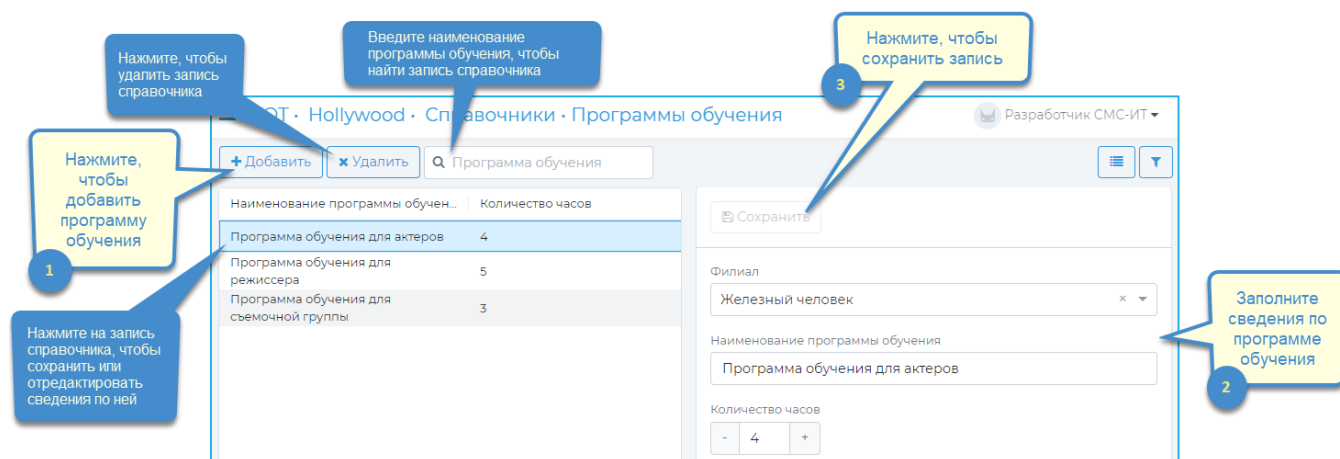 Введите наименование
программы обучения, чтобы
найти запись справочника
Нажмите, чтобы
удалить запись
справочника
Нажмите, чтобы
сохранить запись
3
ОТ · Hollywood · Справочники · Программы обучения
Разработчик СМС-ИТ
Нажмите,
чтобы
добавить
программу
обучения
1
Добавить
Удалить
Программа обучения
Наименование программы обучен...
Количество часов
Программа обучения для актеров
4
Программа обучения для
режиссера
5
Программа обучения для
съемочной группы
3
Нажмите на запись
справочника, чтобы
сохранить или
отредактировать
сведения по ней
Сохранить
Филиал
Железный человек
×
Наименование программы обучения
Программа обучения для актеров
Количество часов
- 4 +
Заполните
сведения по
программе
обучения
2